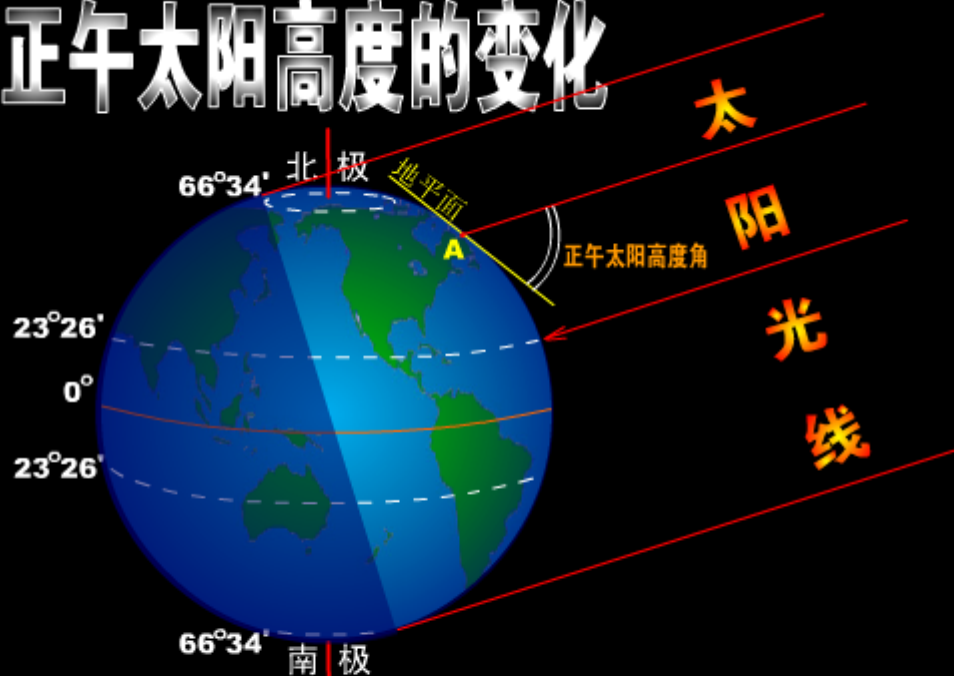 正午太阳高度的变化
太
阳
光
线
北 极
66°34'
地平面
A
正午太阳高度角
23°26'
0°
23°26'
66°34'
南 极